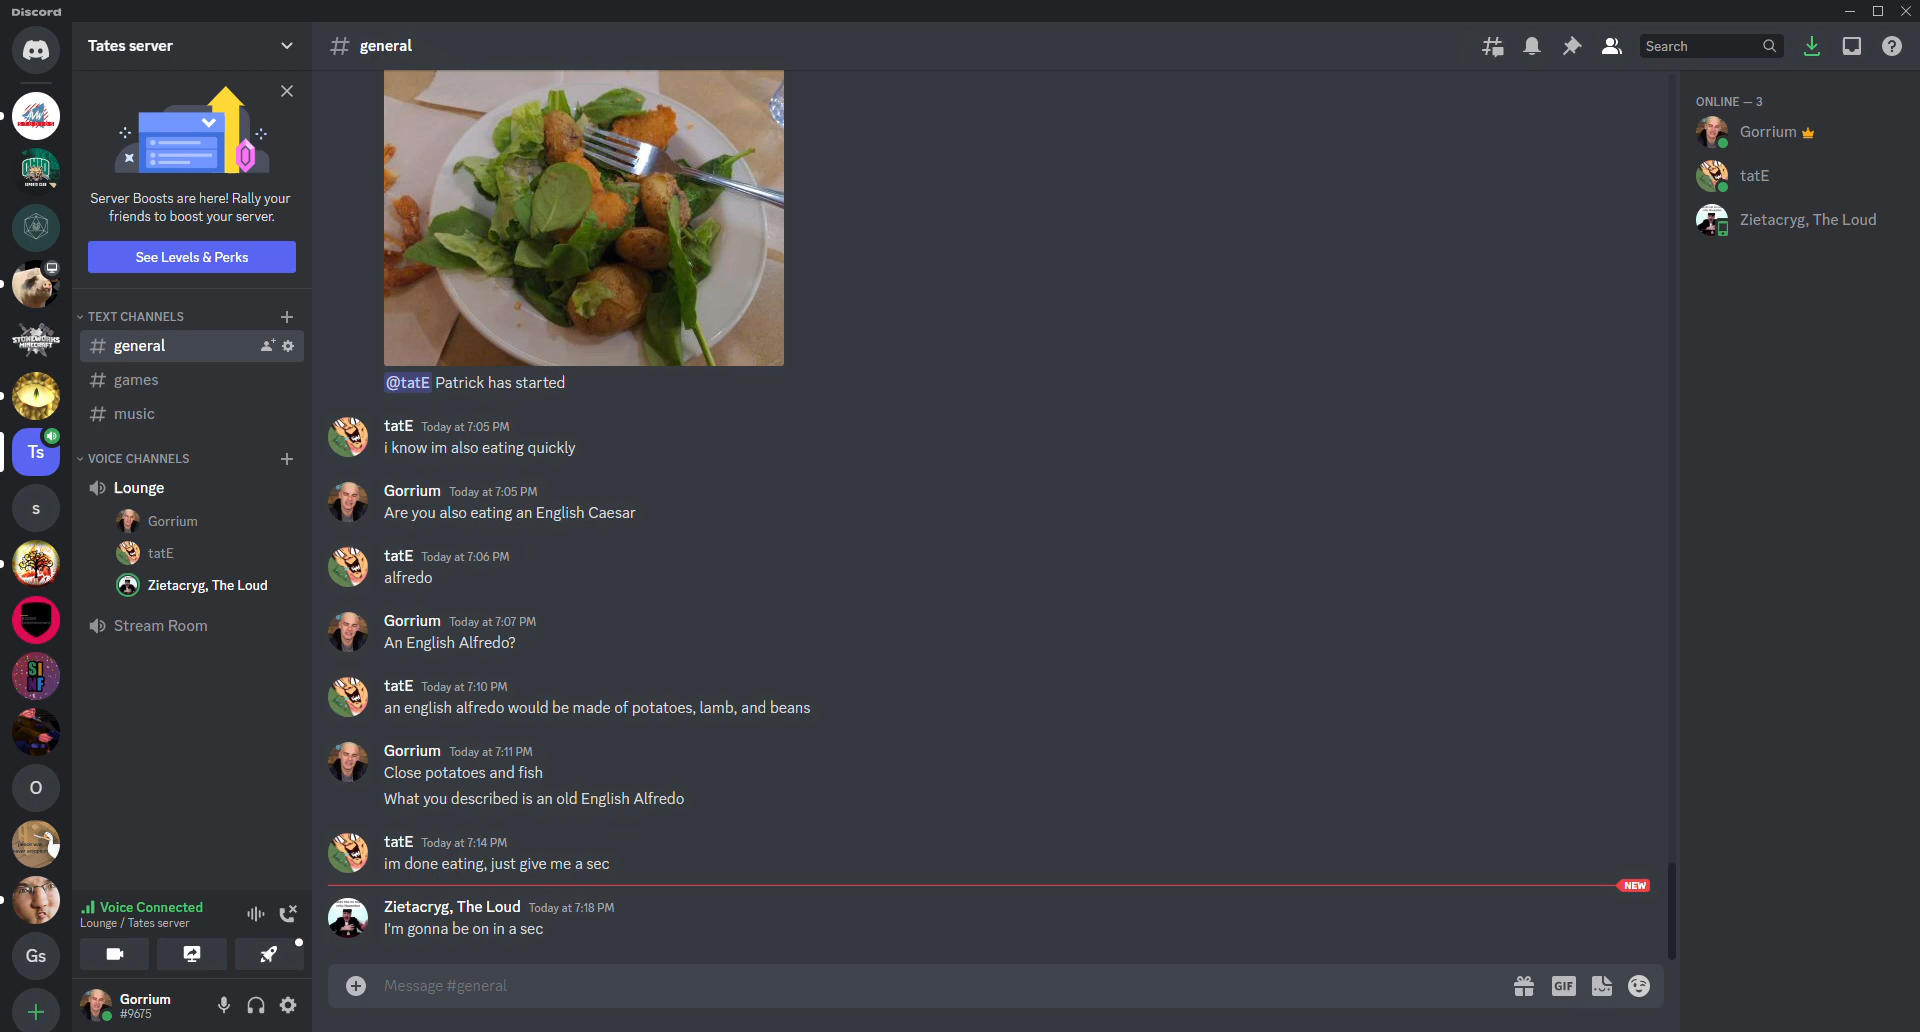 Discord
Tates server
general
Search
Server Boosts are here! Rally your
friends to boost your server.
See Levels & Perks
TEXT CHANNELS
general
games
music
VOICE CHANNELS
Lounge
Gorrium
tatE
Zietacryg, The Loud
Stream Room
STUDIOS
OHIO
ESPORTS CLUB
STONEWORKS
MINECRAFT
Ts
s
SI
NF
O
Gs
Voice Connected
Lounge / Tates server
Gorrium
#9675
@tatE Patrick has started
tatE Today at 7:05 PM
i know im also eating quickly
Gorrium Today at 7:05 PM
Are you also eating an English Caesar
tatE Today at 7:06 PM
alfredo
Gorrium Today at 7:07 PM
An English Alfredo?
tatE Today at 7:10 PM
an english alfredo would be made of potatoes, lamb, and beans
Gorrium Today at 7:11 PM
Close potatoes and fish
What you described is an old English Alfredo
tatE Today at 7:14 PM
im done eating, just give me a sec
NEW
Zietacryg, The Loud Today at 7:18 PM
I'm gonna be on in a sec
Message #general
GIF
ONLINE — 3
Gorrium
tatE
Zietacryg, The Loud